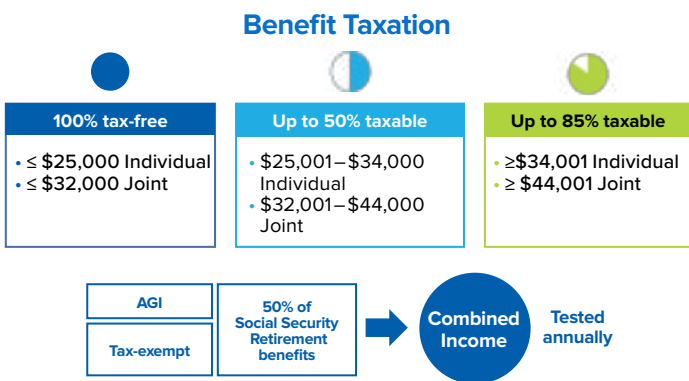 Benefit Taxation
100% tax-free
• ≤ $25,000 Individual
• ≤ $32,000 Joint
Up to 50% taxable
• $25,001–$34,000
Individual
• $32,001–$44,000
Joint
Up to 85% taxable
• ≥$34,001 Individual
• ≥ $44,001 Joint
AGI
Tax-exempt
50% of
Social Security
Retirement
benefits
Combined
Income
Tested
annually